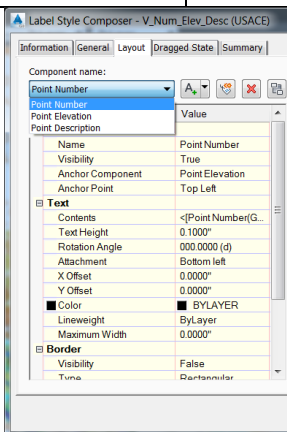 Label Style Composer - V_Num_Elev_Desc (USACE)
Information General Layout Dragged State Summary
Component name:
Point Number
Point Number
Point Elevation
Point Description
Value
Name Point Number
Visibility True
Anchor Component Point Elevation
Anchor Point Top Left
Text
Contents <[Point Number(G...
Text Height 0.1000"
Rotation Angle 000.0000 (d)
Attachment Bottom left
X Offset 0.0000"
Y Offset 0.0000"
Color BYLAYER
Lineweight ByLayer
Maximum Width 0.0000"
Border
Visibility False
Type Rectangular